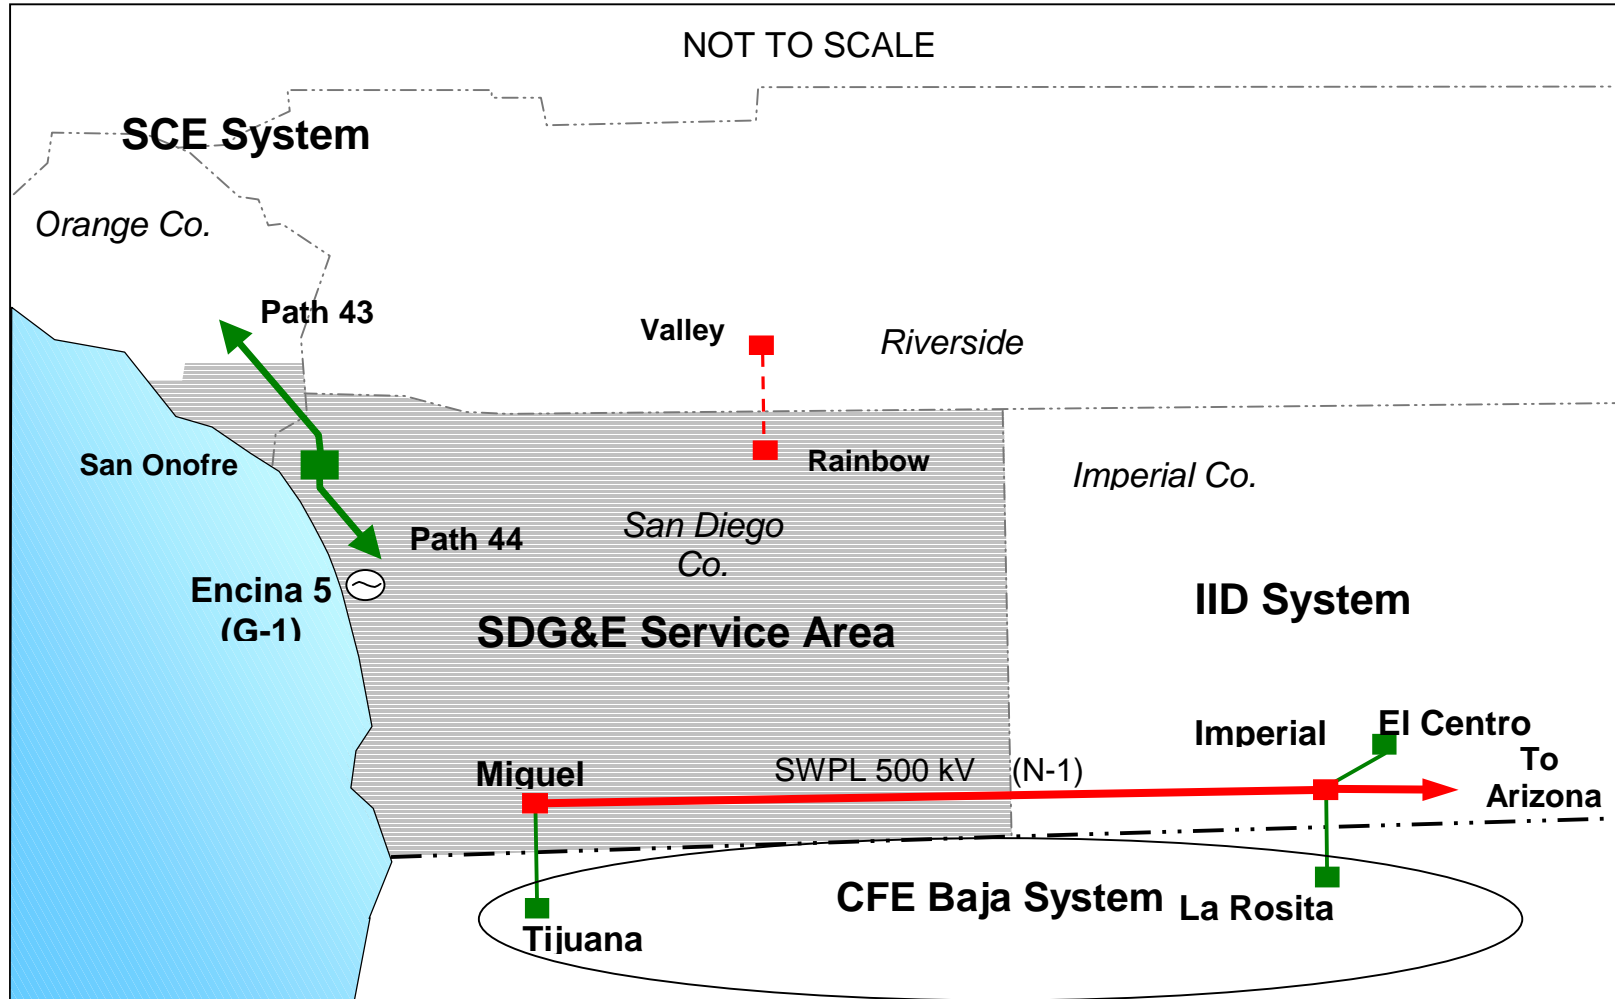 NOT TO SCALE
SCE System
Orange Co.
Path 43
Valley
Riverside
San Onofre
Rainbow
Imperial Co.
San Diego
Co.
Path 44
Encina 5
(G-1)
SDG&E Service Area
IID System
El Centro
Imperial
To
Arizona
Miguel
SWPL 500 kV (N-1)
CFE Baja System
La Rosita
Tijuana